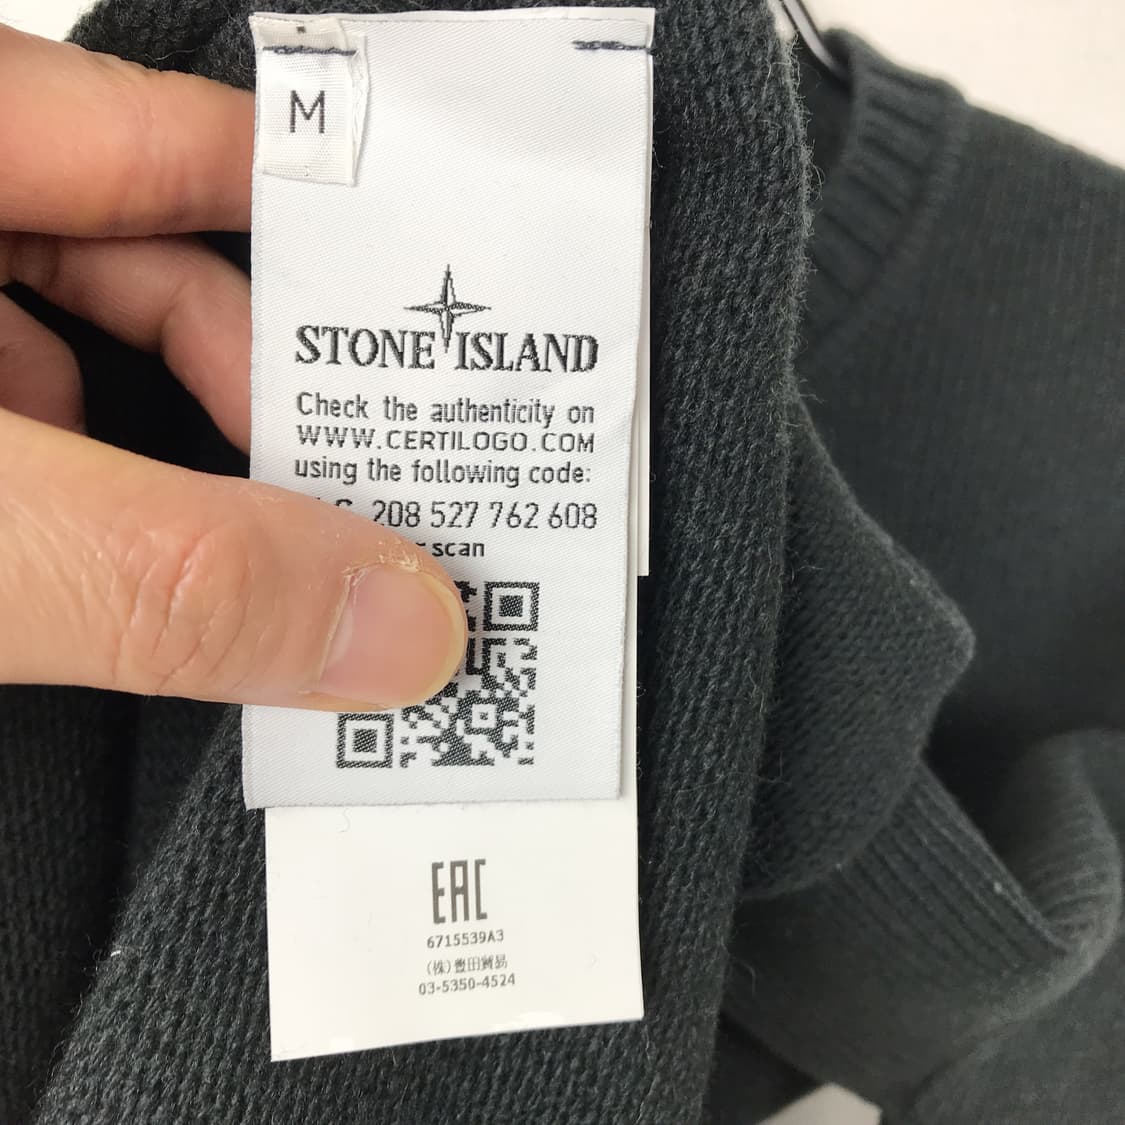 M
STONE ISLAND
Check the authenticity on
WWW.CERTILOGO.COM
using the following code:
208 527 762 608
scan
EAC
6715539A3
(株)豊田貿易
03-5350-4524